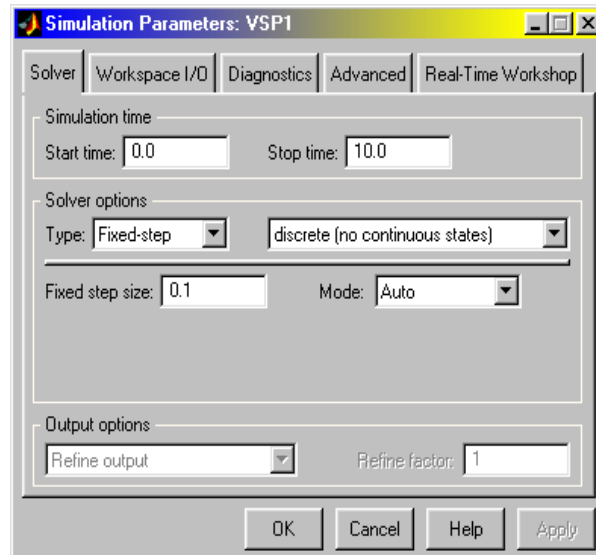 Simulation Parameters: VSP1
Solver Workspace I/O Diagnostics Advanced Real-Time Workshop
Simulation time
Start time: 0.0 Stop time: 10.0
Solver options
Type: Fixed-step discrete (no continuous states)
Fixed step size: 0.1 Mode: Auto
Output options
Refine output Refine factor: 1
OK Cancel Help Apply